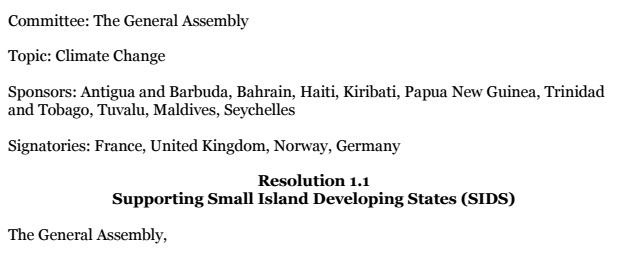 Committee: The General Assembly
Topic: Climate Change
Sponsors: Antigua and Barbuda, Bahrain, Haiti, Kiribati, Papua New Guinea, Trinidad
and Tobago, Tuvalu, Maldives, Seychelles
Signatories: France, United Kingdom, Norway, Germany
Resolution 1.1
Supporting Small Island Developing States (SIDS)
The General Assembly,